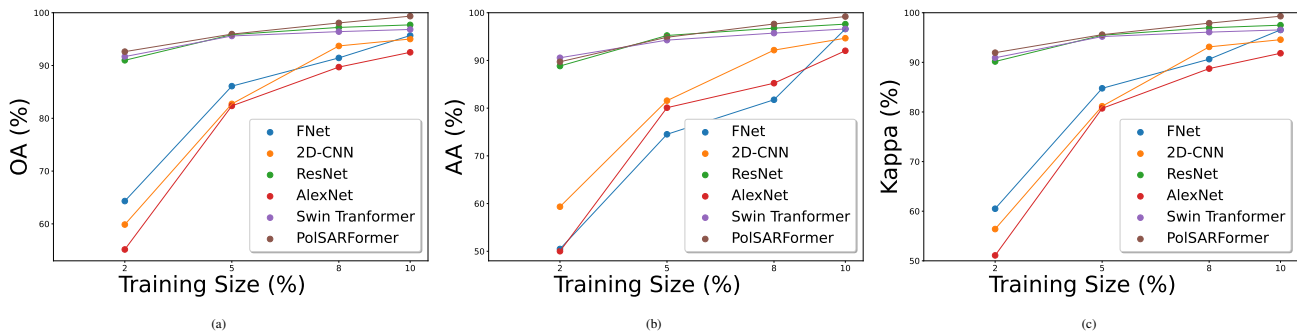 100
90
80
70
60
OA (%)
FNet
2D-CNN
ResNet
AlexNet
Swin Tranformer
PolSARFormer
2
5
8
10
Training Size (%)
(a)
100
90
80
70
60
50
AA (%)
FNet
2D-CNN
ResNet
AlexNet
Swin Tranformer
PolSARFormer
2
5
8
10
Training Size (%)
(b)
100
90
80
70
60
50
Kappa (%)
FNet
2D-CNN
ResNet
AlexNet
Swin Tranformer
PolSARFormer
2
5
8
10
Training Size (%)
(c)